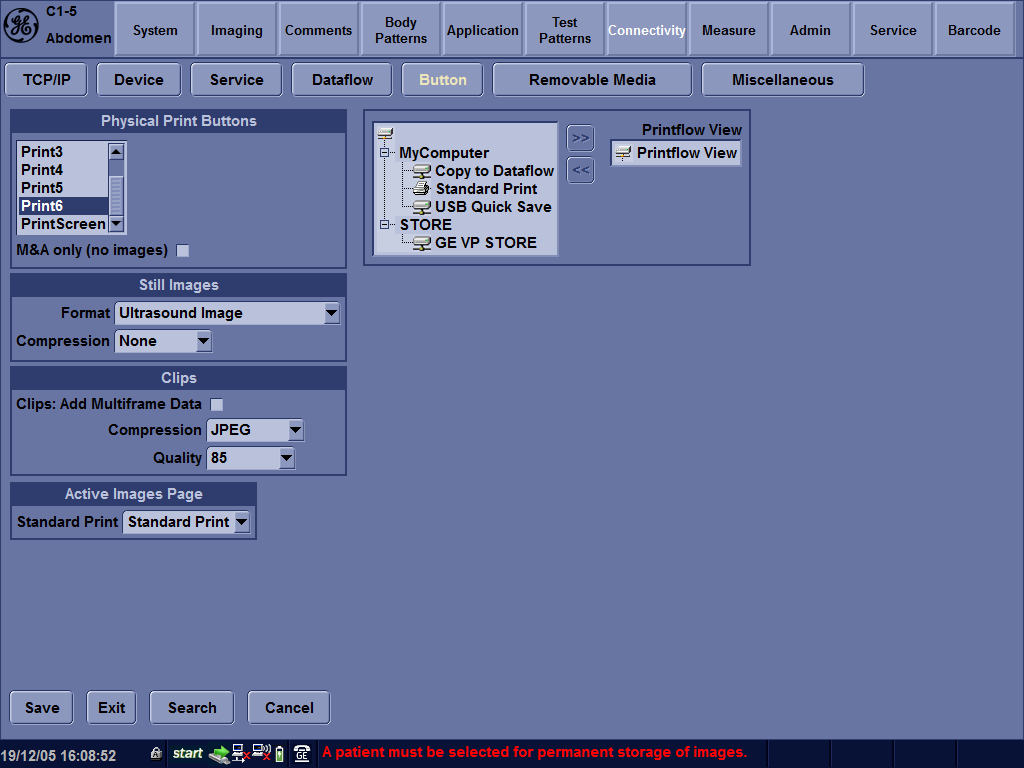 C1-5
Abdomen
System
Imaging
Comments
Body
Patterns
Application
Test
Patterns
Connectivity
Measure
Admin
Service
Barcode
TCP/IP
Device
Service
Dataflow
Button
Removable Media
Miscellaneous
Physical Print Buttons
Print3
Print4
Print5
Print6
PrintScreen
M&A only (no images)
Still Images
Format Ultrasound Image
Compression None
Clips
Clips: Add Multiframe Data
Compression JPEG
Quality 85
Active Images Page
Standard Print Standard Print
MyComputer
Copy to Dataflow
Standard Print
USB Quick Save
STORE
GE VP STORE
>>
<<
Printflow View
Printflow View
Save
Exit
Search
Cancel
19/12/05 16:08:52
start
GE
A patient must be selected for permanent storage of images.